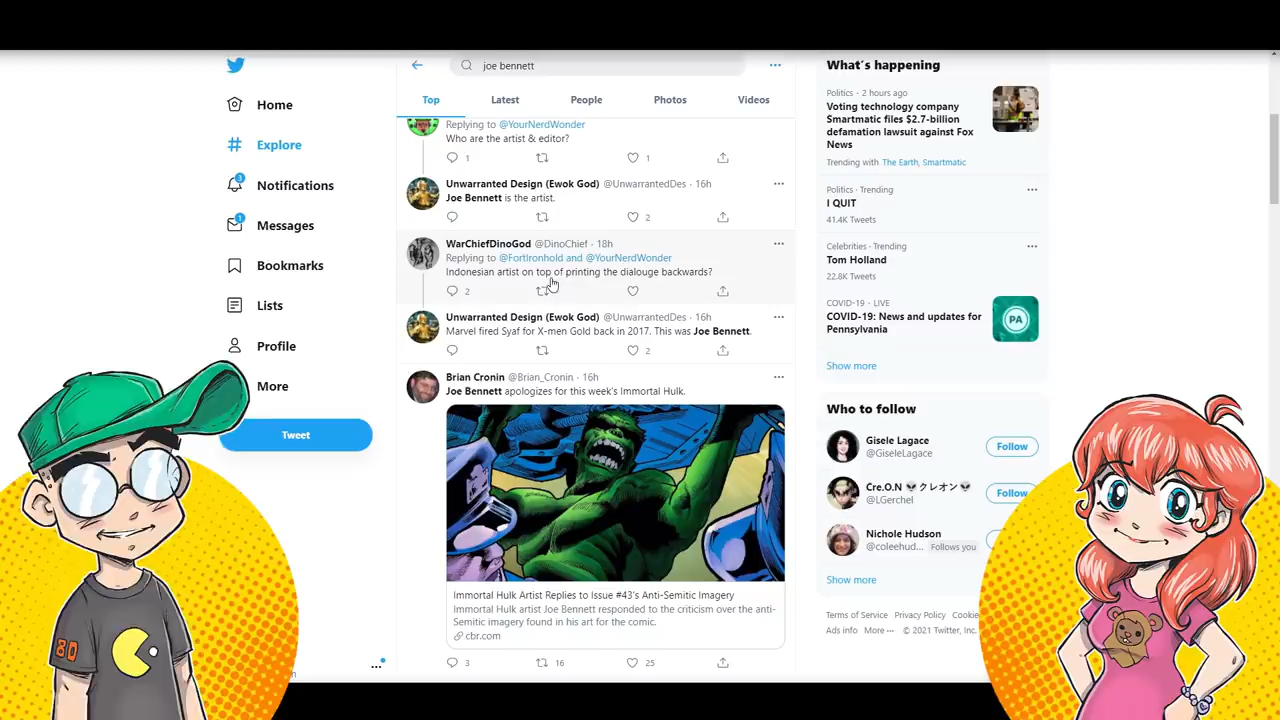 joe bennett
Top
Latest
People
Photos
Videos
Home
Explore
3
Notifications
1
Messages
Bookmarks
Lists
Profile
More
Tweet
Replying to @YourNerdWonder
Who are the artist & editor?
1
1
Unwarranted Design (Ewok God) @UnwarrantedDes · 16h
Joe Bennett is the artist.
2
WarChiefDinoGod @DinoChief · 18h
Replying to @FortIronhold and @YourNerdWonder
Indonesian artist on top of printing the dialouge backwards?
2
Unwarranted Design (Ewok God) @UnwarrantedDes · 16h
Marvel fired Syaf for X-men Gold back in 2017. This was Joe Bennett.
2
Brian Cronin @Brian_Cronin · 16h
Joe Bennett apologizes for this week's Immortal Hulk.
Immortal Hulk Artist Replies to Issue #43's Anti-Semitic Imagery
Immortal Hulk artist Joe Bennett responded to the criticism over the anti-
Semitic imagery found in his art for the comic.
cbr.com
3
16
25
What's happening
Politics · 2 hours ago
Voting technology company
Smartmatic files $2.7-billion
defamation lawsuit against Fox
News
Trending with The Earth, Smartmatic
Politics · Trending
I QUIT
41.4K Tweets
Celebrities · Trending
Tom Holland
22.8K Tweets
COVID-19 · LIVE
COVID-19: News and updates for
Pennsylvania
PA
Show more
Who to follow
Gisele Lagace
@GiseleLagace
Follow
Cre.O.N 👽クレオン👽
@LGerchel
Follow
Nichole Hudson
@coleehud... Follows you
Show more
Terms of Service Privacy Policy Cookie
Ad info More ··· © 2021 Twitter, Inc.
80